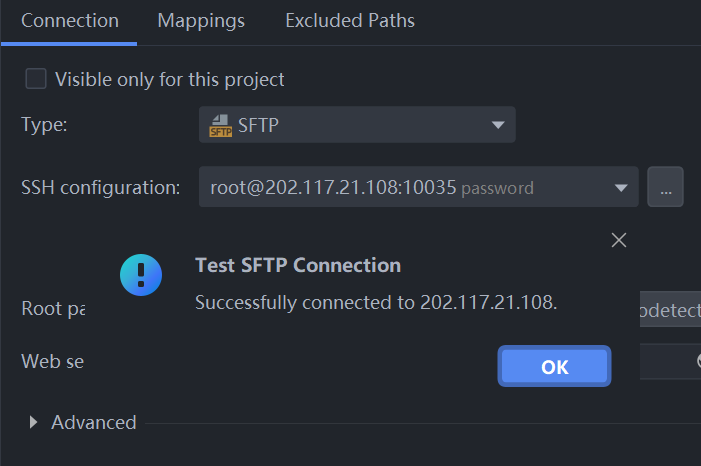 Connection Mappings Excluded Paths
Visible only for this project
Type: SFTP SFTP
SSH configuration: root@202.117.21.108:10035 password ...
Test SFTP Connection
Successfully connected to 202.117.21.108.
Root pa odetect
Web se
OK
Advanced